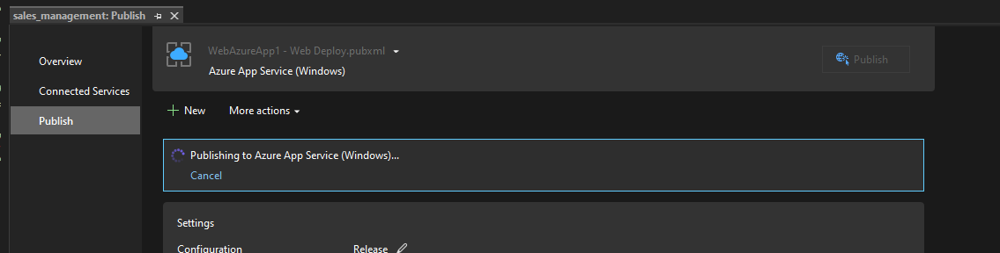 sales_management: Publish
Overview
Connected Services
Publish
WebAzureApp1 - Web Deploy.pubxml
Azure App Service (Windows)
Publish
New
More actions
Publishing to Azure App Service (Windows)...
Cancel
Settings
Configuration
Release